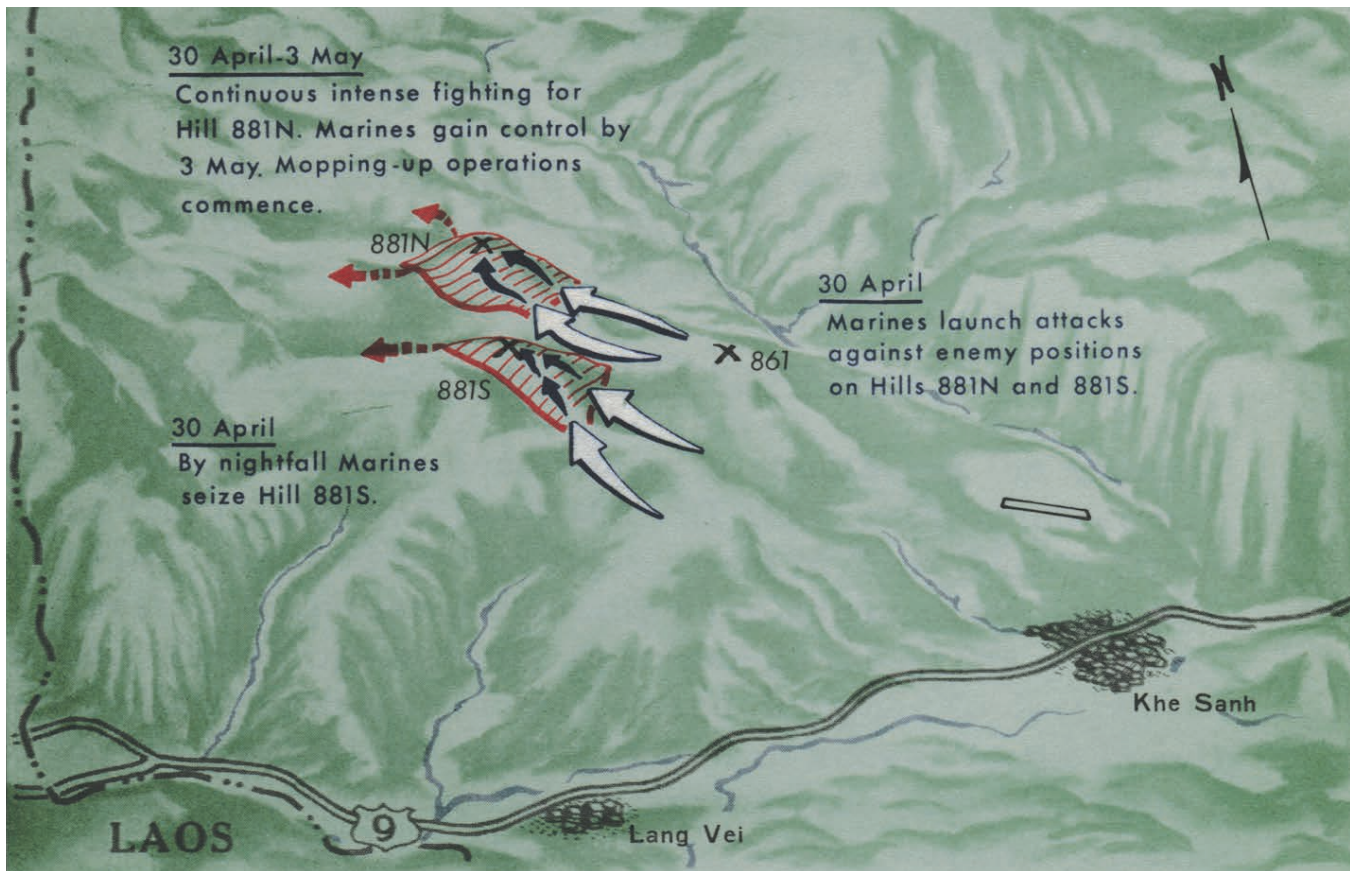 30 April-3 May
Continuous intense fighting for
Hill 881N. Marines gain control by
3 May. Mopping-up operations
commence.
N
881N
30 April
Marines launch attacks
against enemy positions
on Hills 881N and 881S.
861
881S
30 April
By nightfall Marines
seize Hill 881S.
Khe Sanh
9
Lang Vei
LAOS